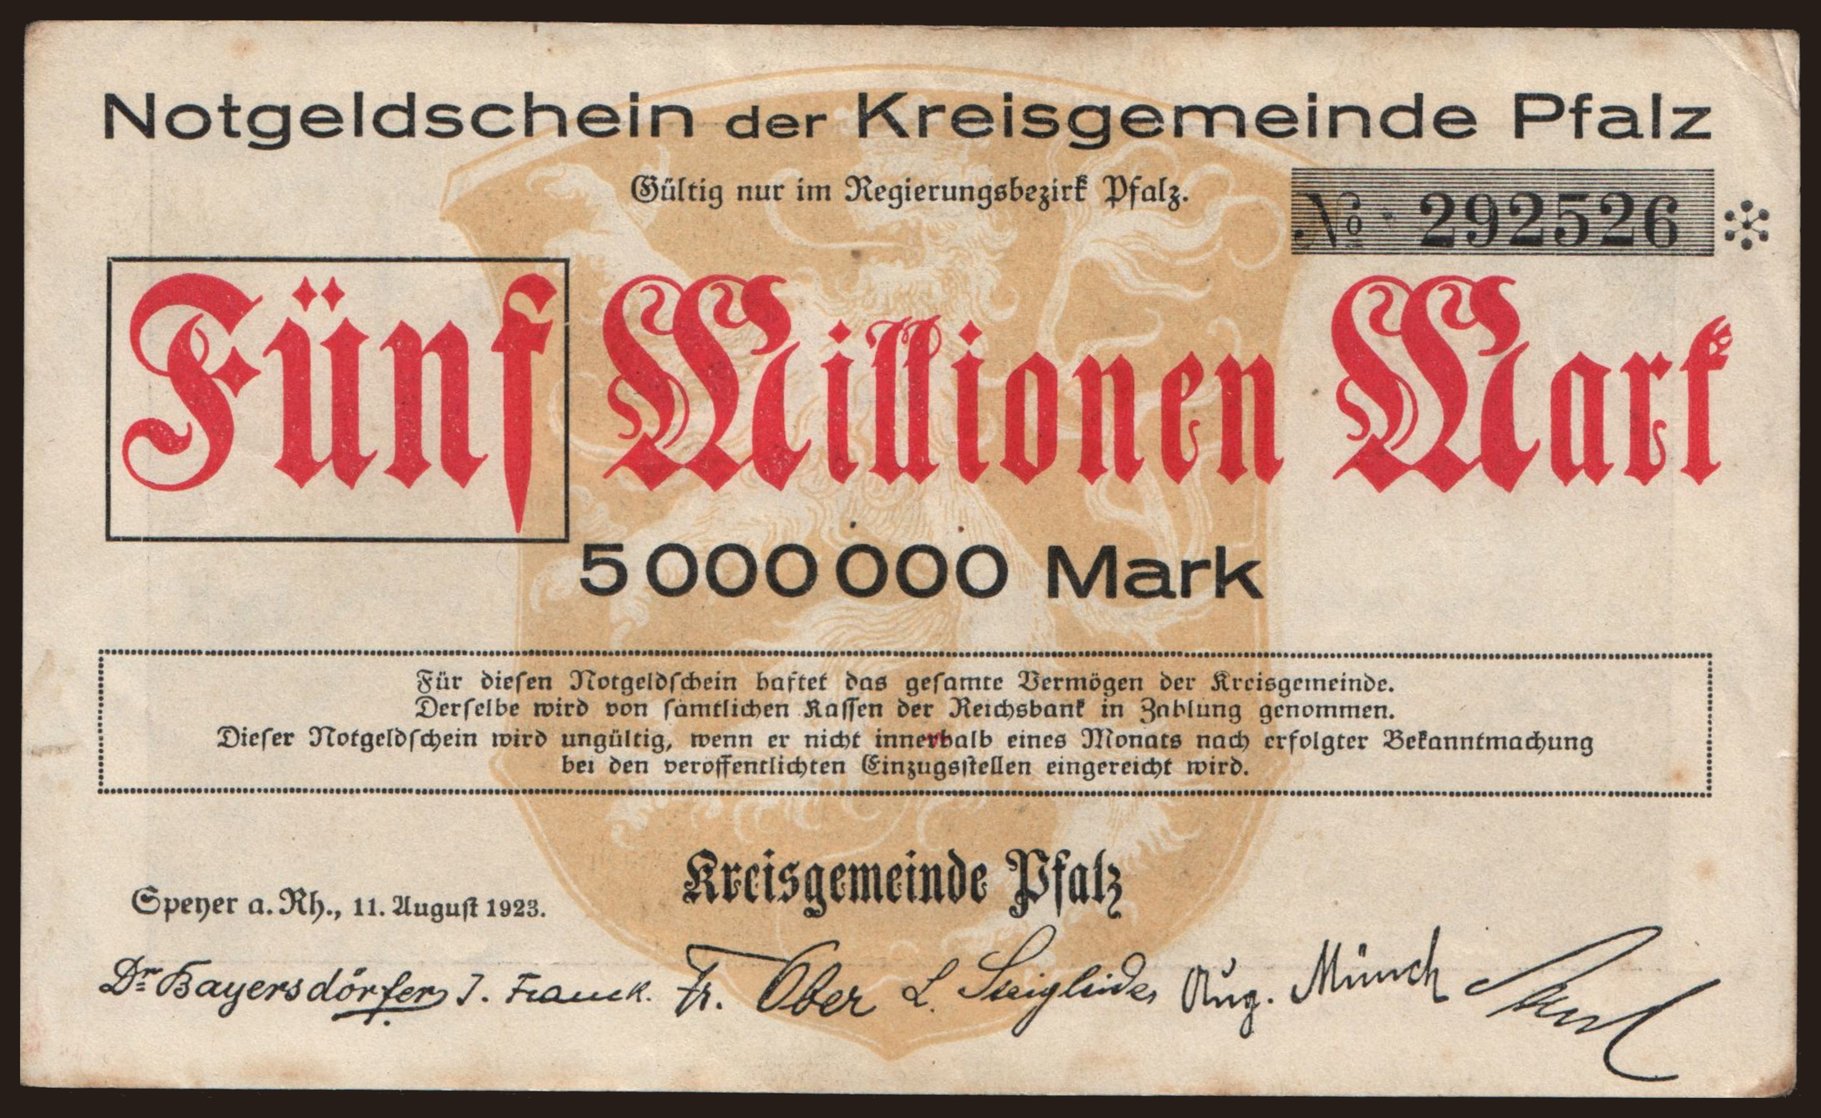 Notgeldschein der Kreisgemeinde Pfalz
Gültig nur im Regierungsbezirk Pfalz.
No. 292526
Fünf Millionen Mark
5 000 000 Mark
Für diesen Notgeldschein haftet das gesamte Vermögen der Kreisgemeinde.
Derselbe wird von sämtlichen Kassen der Reichsbank in Zahlung genommen.
Dieser Notgeldschein wird ungültig, wenn er nicht innerhalb eines Monats nach erfolgter Bekanntmachung
bei den veröffentlichten Einzugsstellen eingereicht wird.
Kreisgemeinde Pfalz
Speyer a. Rh., 11. August 1923.
Dr. Bayersdörfer J. Franck. Fr. Ober L. Aug. Münch